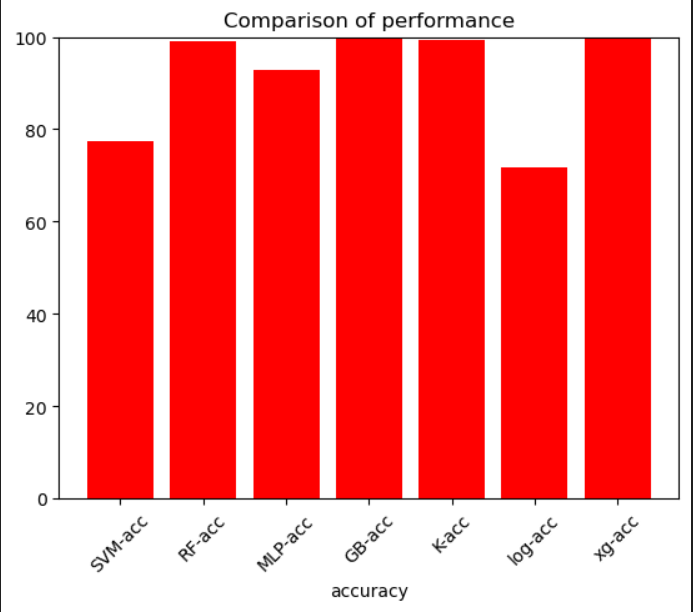 Comparison of performance
100
80
60
40
20
0
SVM-acc
RF-acc
MLP-acc
GB-acc
K-acc
log-acc
xg-acc
accuracy